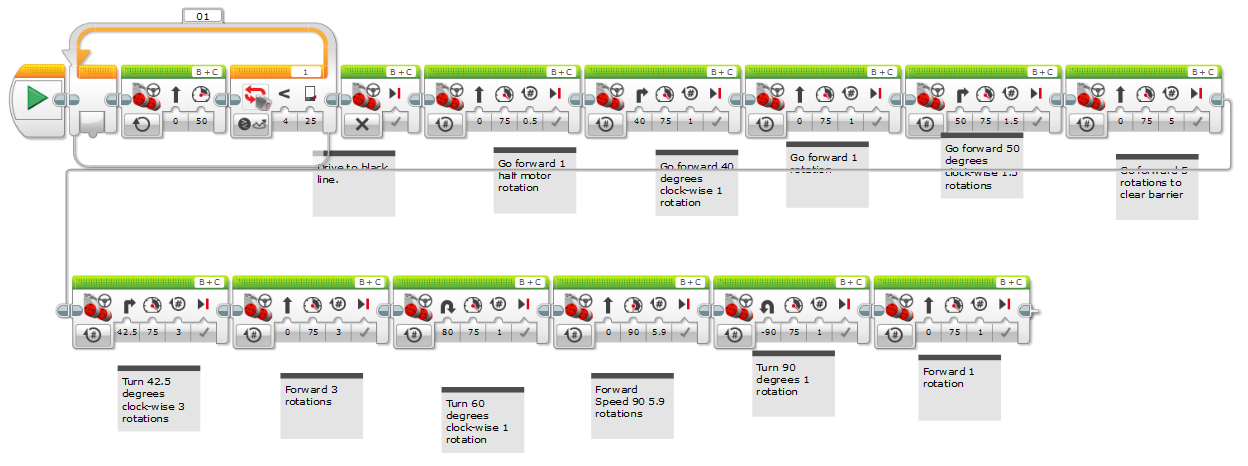 01
B + C
1
B + C
B + C
B + C
B + C
B + C
B + C
0 50
4 25
0 75 0.5
40 75 1
0 75 1
50 75 1.5
0 75 5
Drive to black
line.
Go forward 1
half motor
rotation
Go forward 40
degrees
clock-wise 1
rotation
Go forward 1
rotation
Go forward 50
degrees
clock-wise 1.5
rotations
Go forward 5
rotations to
clear barrier
B + C
B + C
B + C
B + C
B + C
B + C
42.5 75 3
0 75 3
80 75 1
0 90 5.9
-90 75 1
0 75 1
Turn 42.5
degrees
clock-wise 3
rotations
Forward 3
rotations
Turn 60
degrees
clock-wise 1
rotation
Forward
Speed 90 5.9
rotations
Turn 90
degrees 1
rotation
Forward 1
rotation